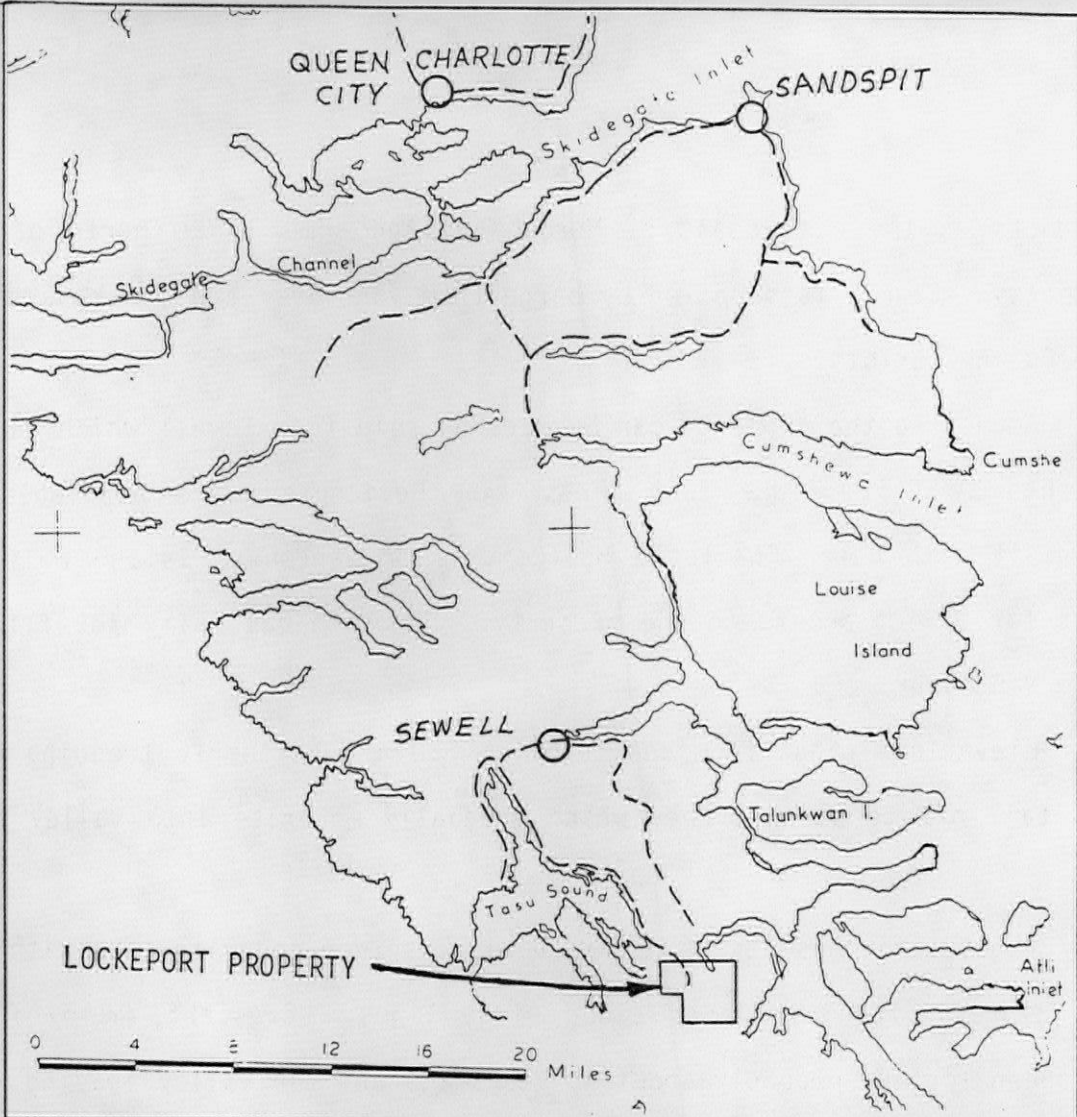 QUEEN CHARLOTTE
CITY
Skidegate Inlet
SANDSPIT
Skidegate Channel
Cumshewa Inlet
Cumshe
Louise
Island
SEWELL
Talunkwan I.
Tasu Sound
LOCKEPORT PROPERTY
Atli
inlet
0 4 8 12 16 20
Miles